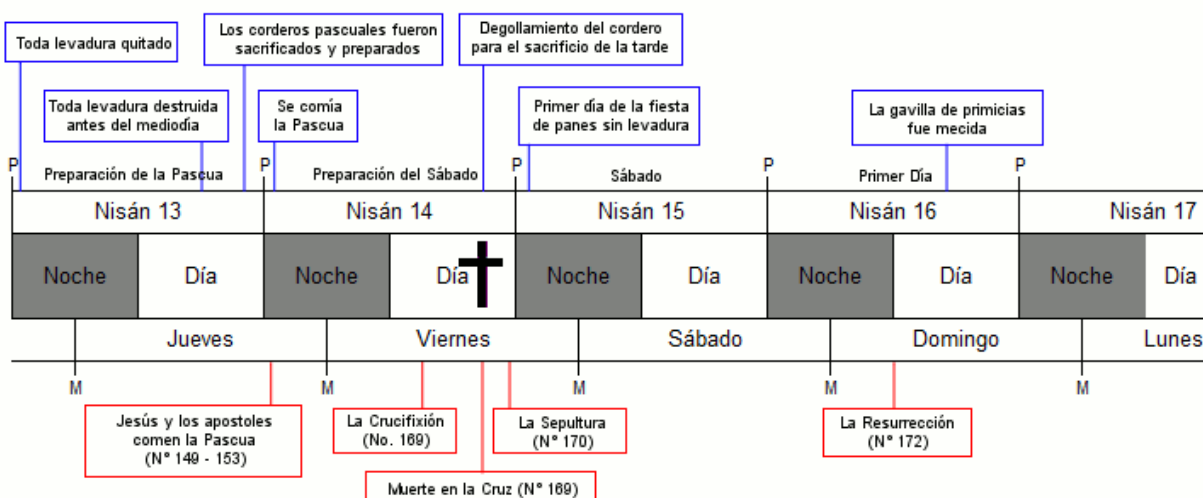 Toda levadura quitado
Los corderos pascuales fueron
sacrificados y preparados
Degollamiento del cordero
para el sacrificio de la tarde
Toda levadura destruida
antes del mediodía
Se comía
la Pascua
Primer día de la fiesta
de panes sin levadura
La gavilla de primicias
fue mecida
P
Preparación de la Pascua
P
Preparación del Sábado
P
Sábado
P
Primer Día
P
Nisán 13
Nisán 14
Nisán 15
Nisán 16
Nisán 17
Noche
Día
Noche
Día
Noche
Día
Noche
Día
Noche
Día
Jueves
Viernes
Sábado
Domingo
Lunes
M
M
M
M
M
Jesús y los apostoles
comen la Pascua
(N° 149 - 153)
La Crucifixión
(No. 169)
La Sepultura
(N° 170)
La Resurrección
(N° 172)
Muerte en la Cruz (N° 169)